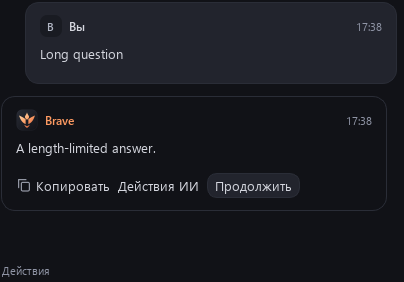 В Вы 17:38
Long question
Brave 17:38
A length-limited answer.
Копировать Действия ИИ Продолжить
Действия